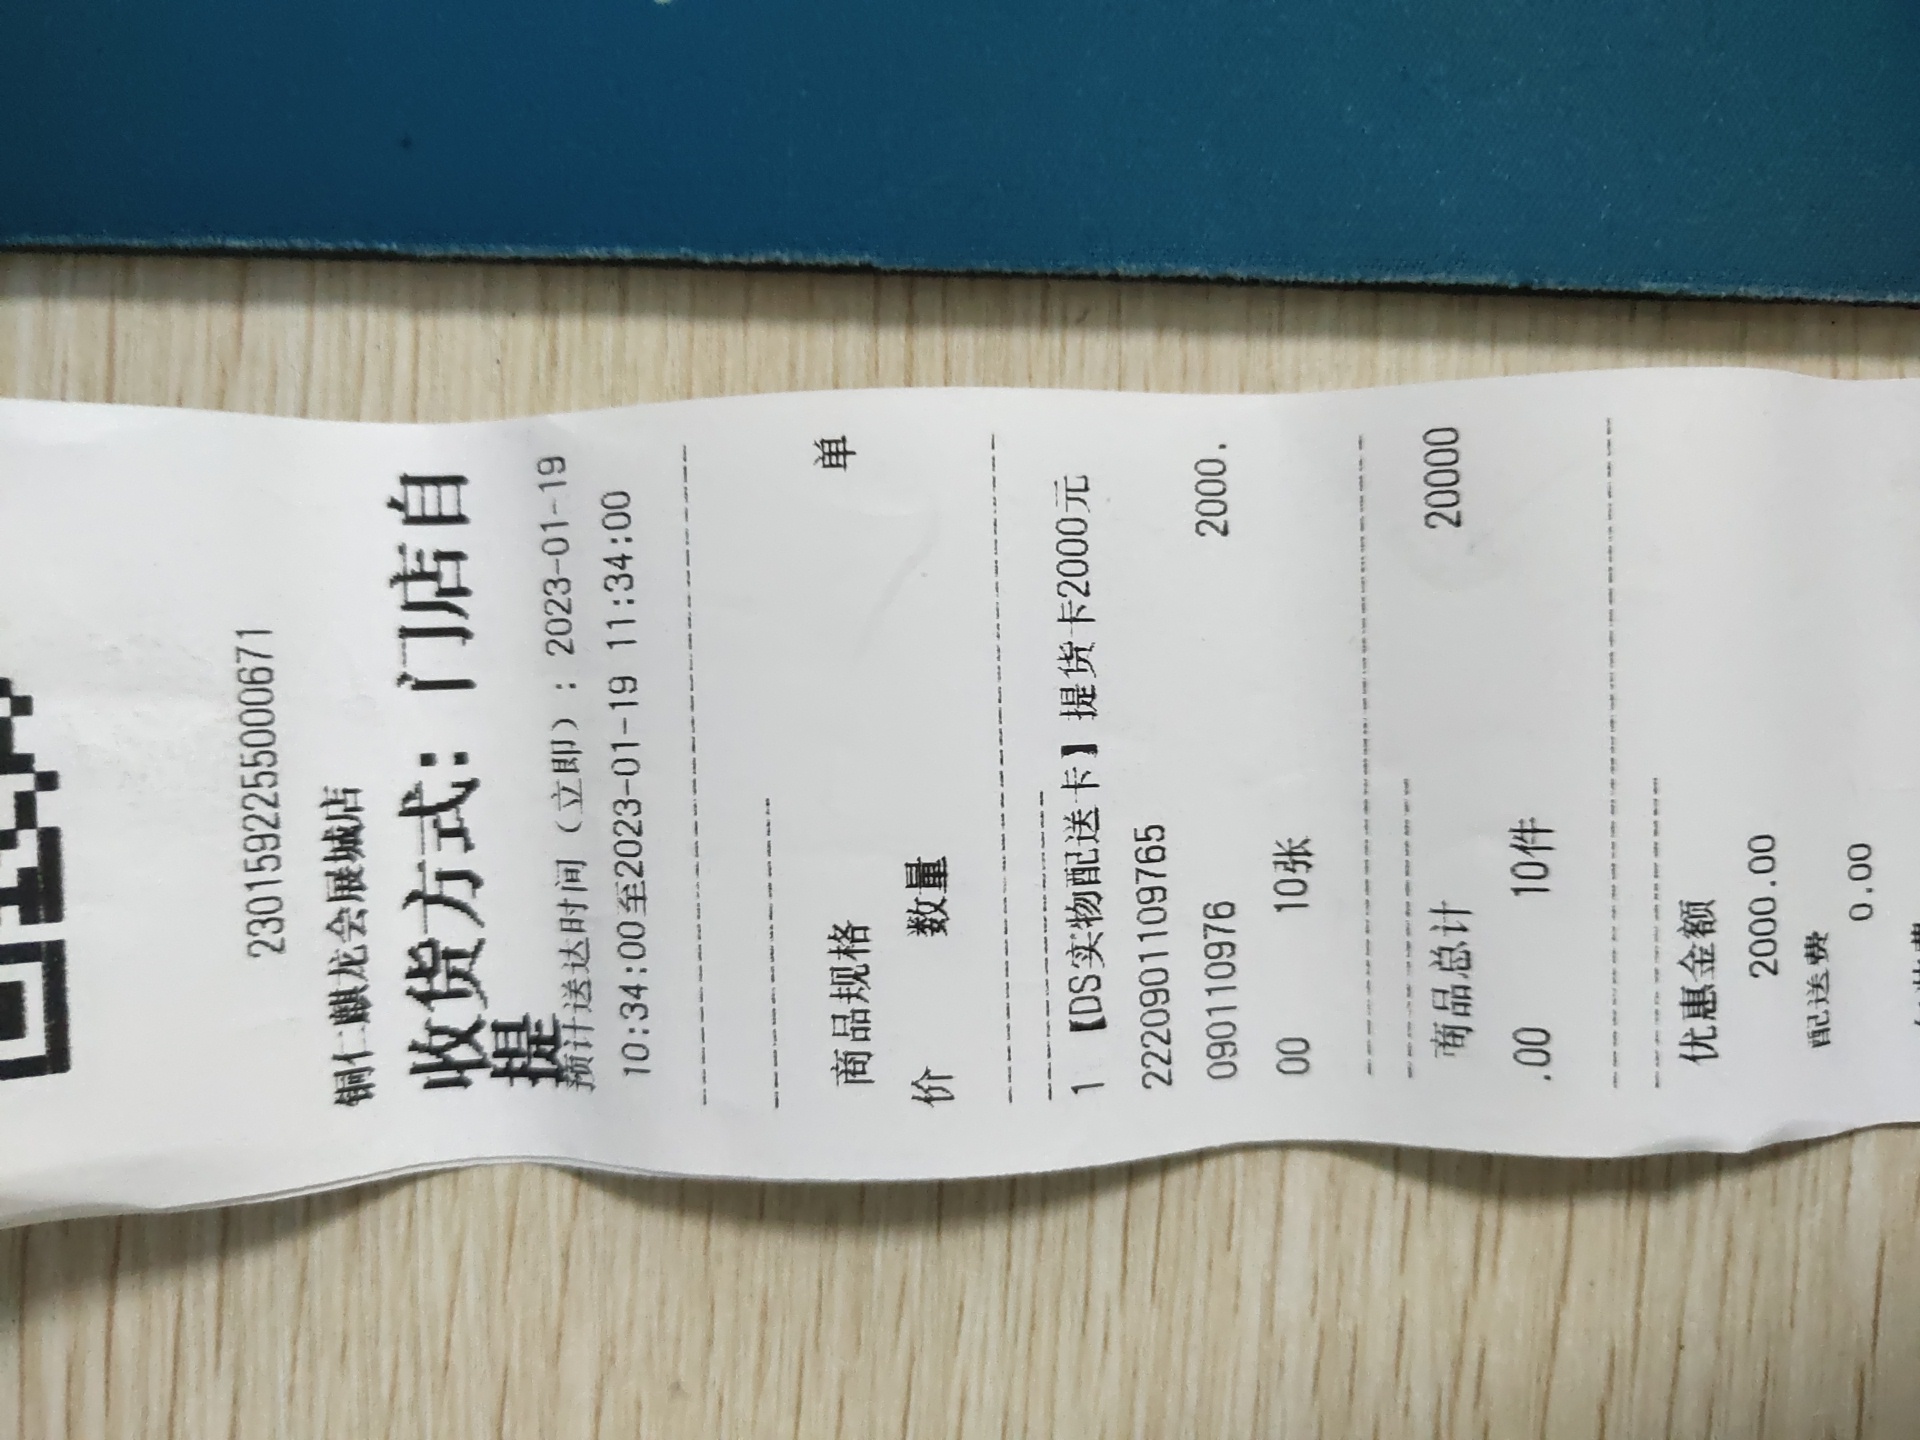 2301592255000671
铜仁麒龙会展城店
收货方式：门店自
提
预计送达时间（立即）：2023-01-19
10:34:00至2023-01-19 11:34:00
商品规格 单
价 数量
1 【DS实物配送卡】提货卡2000元
2220901109765
0901110976 2000.
00 10张
商品总计 20000
.00 10件
优惠金额
2000.00
配送费
0.00